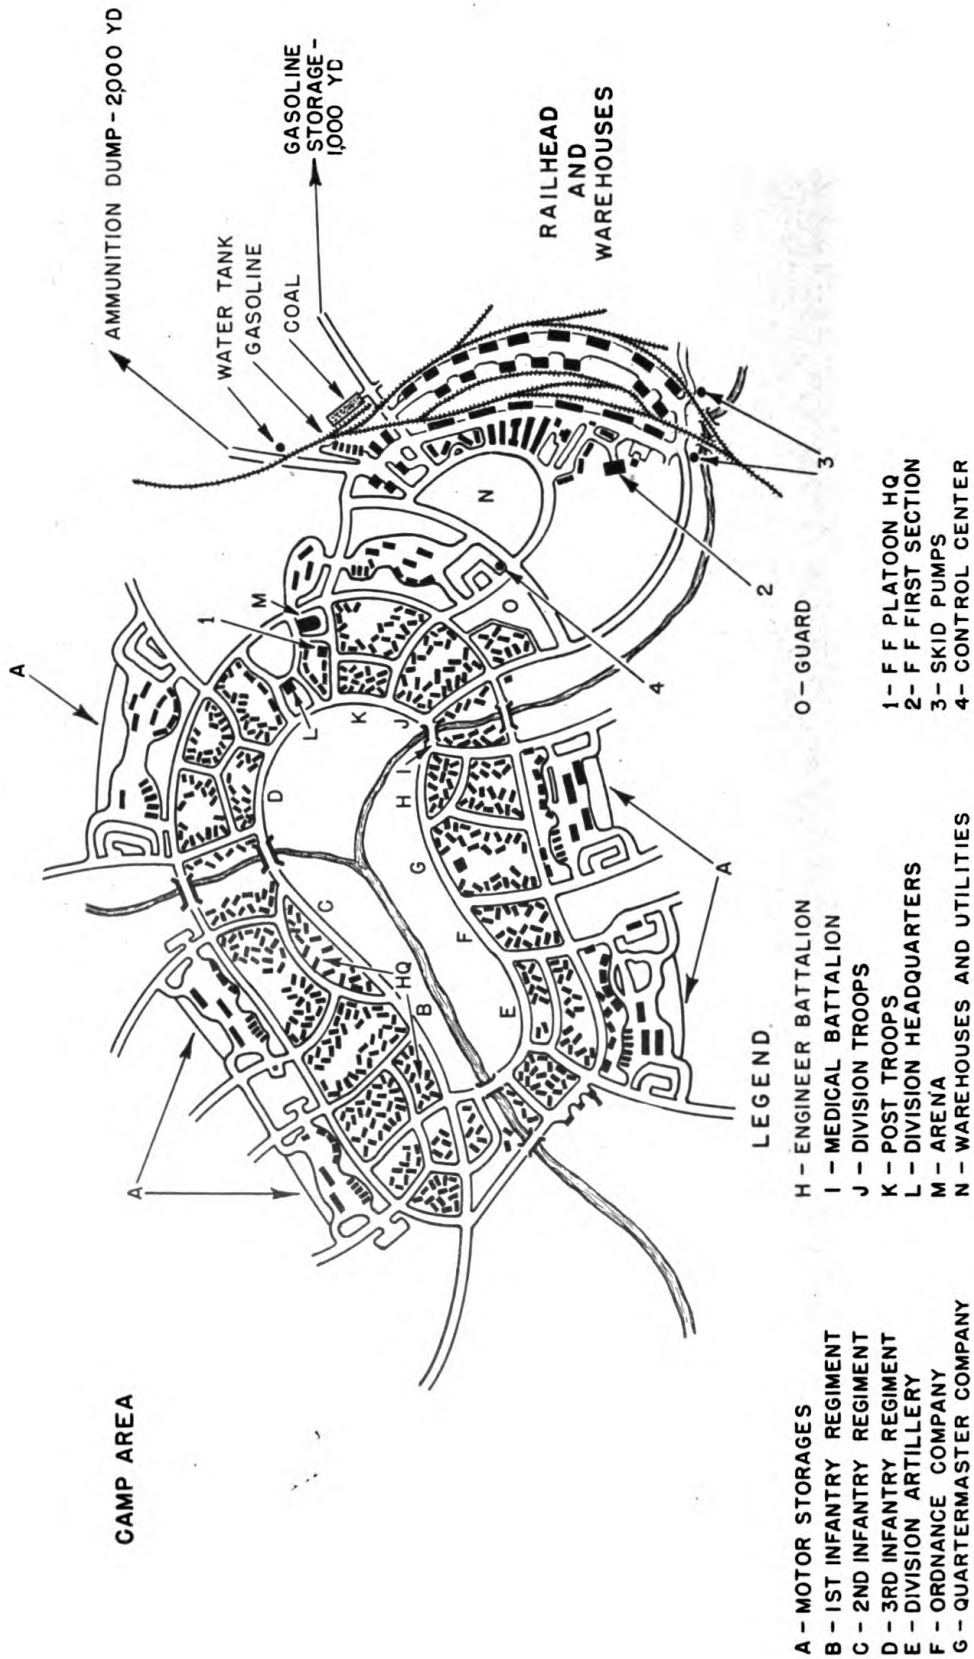 CAMP AREA
A
A
A
A
B
HQ
C
D
E
F
G
H
I
J
K
L
M
1
N
O
4
2
3
AMMUNITION DUMP-2,000 YD
WATER TANK
GASOLINE
COAL
GASOLINE
STORAGE-
1,000 YD
RAILHEAD
AND
WAREHOUSES
LEGEND
A - MOTOR STORAGES
B - 1ST INFANTRY REGIMENT
C - 2ND INFANTRY REGIMENT
D - 3RD INFANTRY REGIMENT
E - DIVISION ARTILLERY
F - ORDNANCE COMPANY
G - QUARTERMASTER COMPANY
H - ENGINEER BATTALION
I - MEDICAL BATTALION
J - DIVISION TROOPS
K - POST TROOPS
L - DIVISION HEADQUARTERS
M - ARENA
N - WAREHOUSES AND UTILITIES
O - GUARD
1 - F F PLATOON HQ
2 - F F FIRST SECTION
3 - SKID PUMPS
4 - CONTROL CENTER